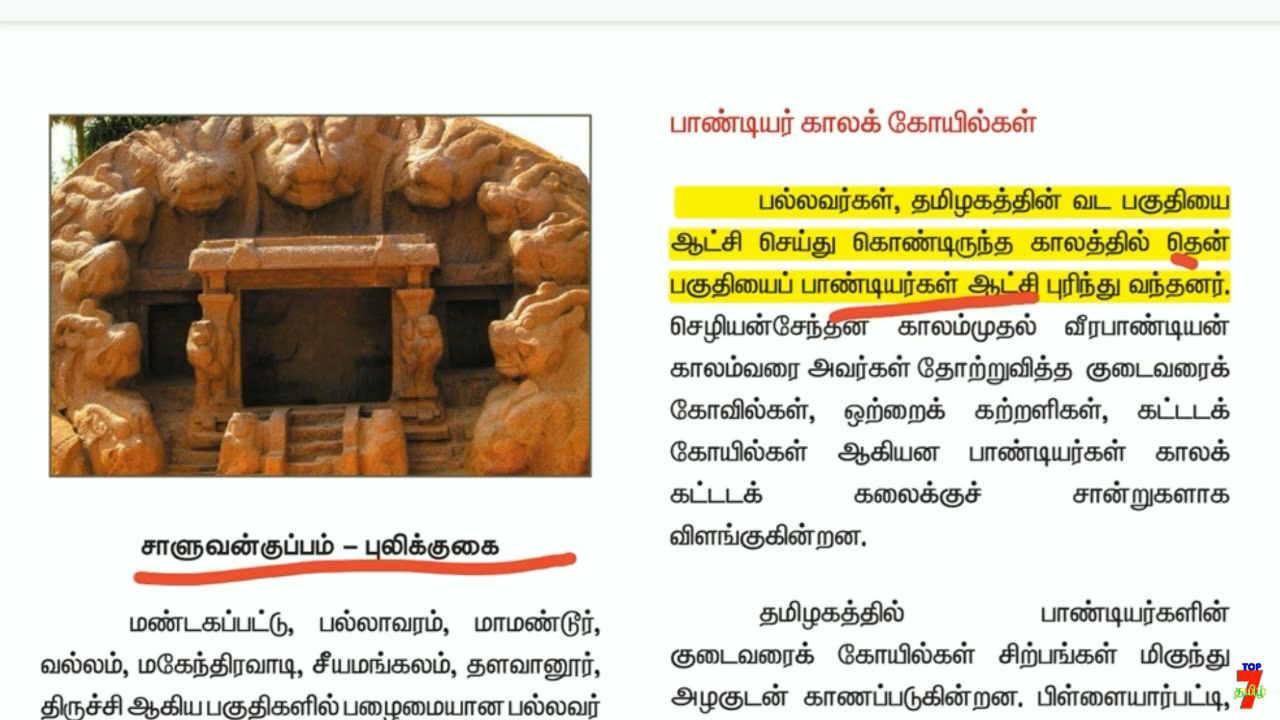 சாளுவன்குப்பம் – புலிக்குகை
மண்டகப்பட்டு, பல்லாவரம், மாமண்டூர்,
வல்லம், மகேந்திரவாடி, சீயமங்கலம், தளவானூர்,
திருச்சி ஆகிய பகுதிகளில் பழைமையான பல்லவர்
பாண்டியர் காலக் கோயில்கள்
பல்லவர்கள், தமிழகத்தின் வட பகுதியை
ஆட்சி செய்து கொண்டிருந்த காலத்தில் தென்
பகுதியைப் பாண்டியர்கள் ஆட்சி புரிந்து வந்தனர்.
செழியன்சேந்தன் காலம்முதல் வீரபாண்டியன்
காலம்வரை அவர்கள் தோற்றுவித்த குடைவரைக்
கோவில்கள், ஒற்றைக் கற்றளிகள், கட்டடக்
கோயில்கள் ஆகியன பாண்டியர்கள் காலக்
கட்டடக் கலைக்குச் சான்றுகளாக
விளங்குகின்றன.
தமிழகத்தில் பாண்டியர்களின்
குடைவரைக் கோயில்கள் சிற்பங்கள் மிகுந்து
அழகுடன் காணப்படுகின்றன. பிள்ளையார்பட்டி,
TOP
7
தமிழ்